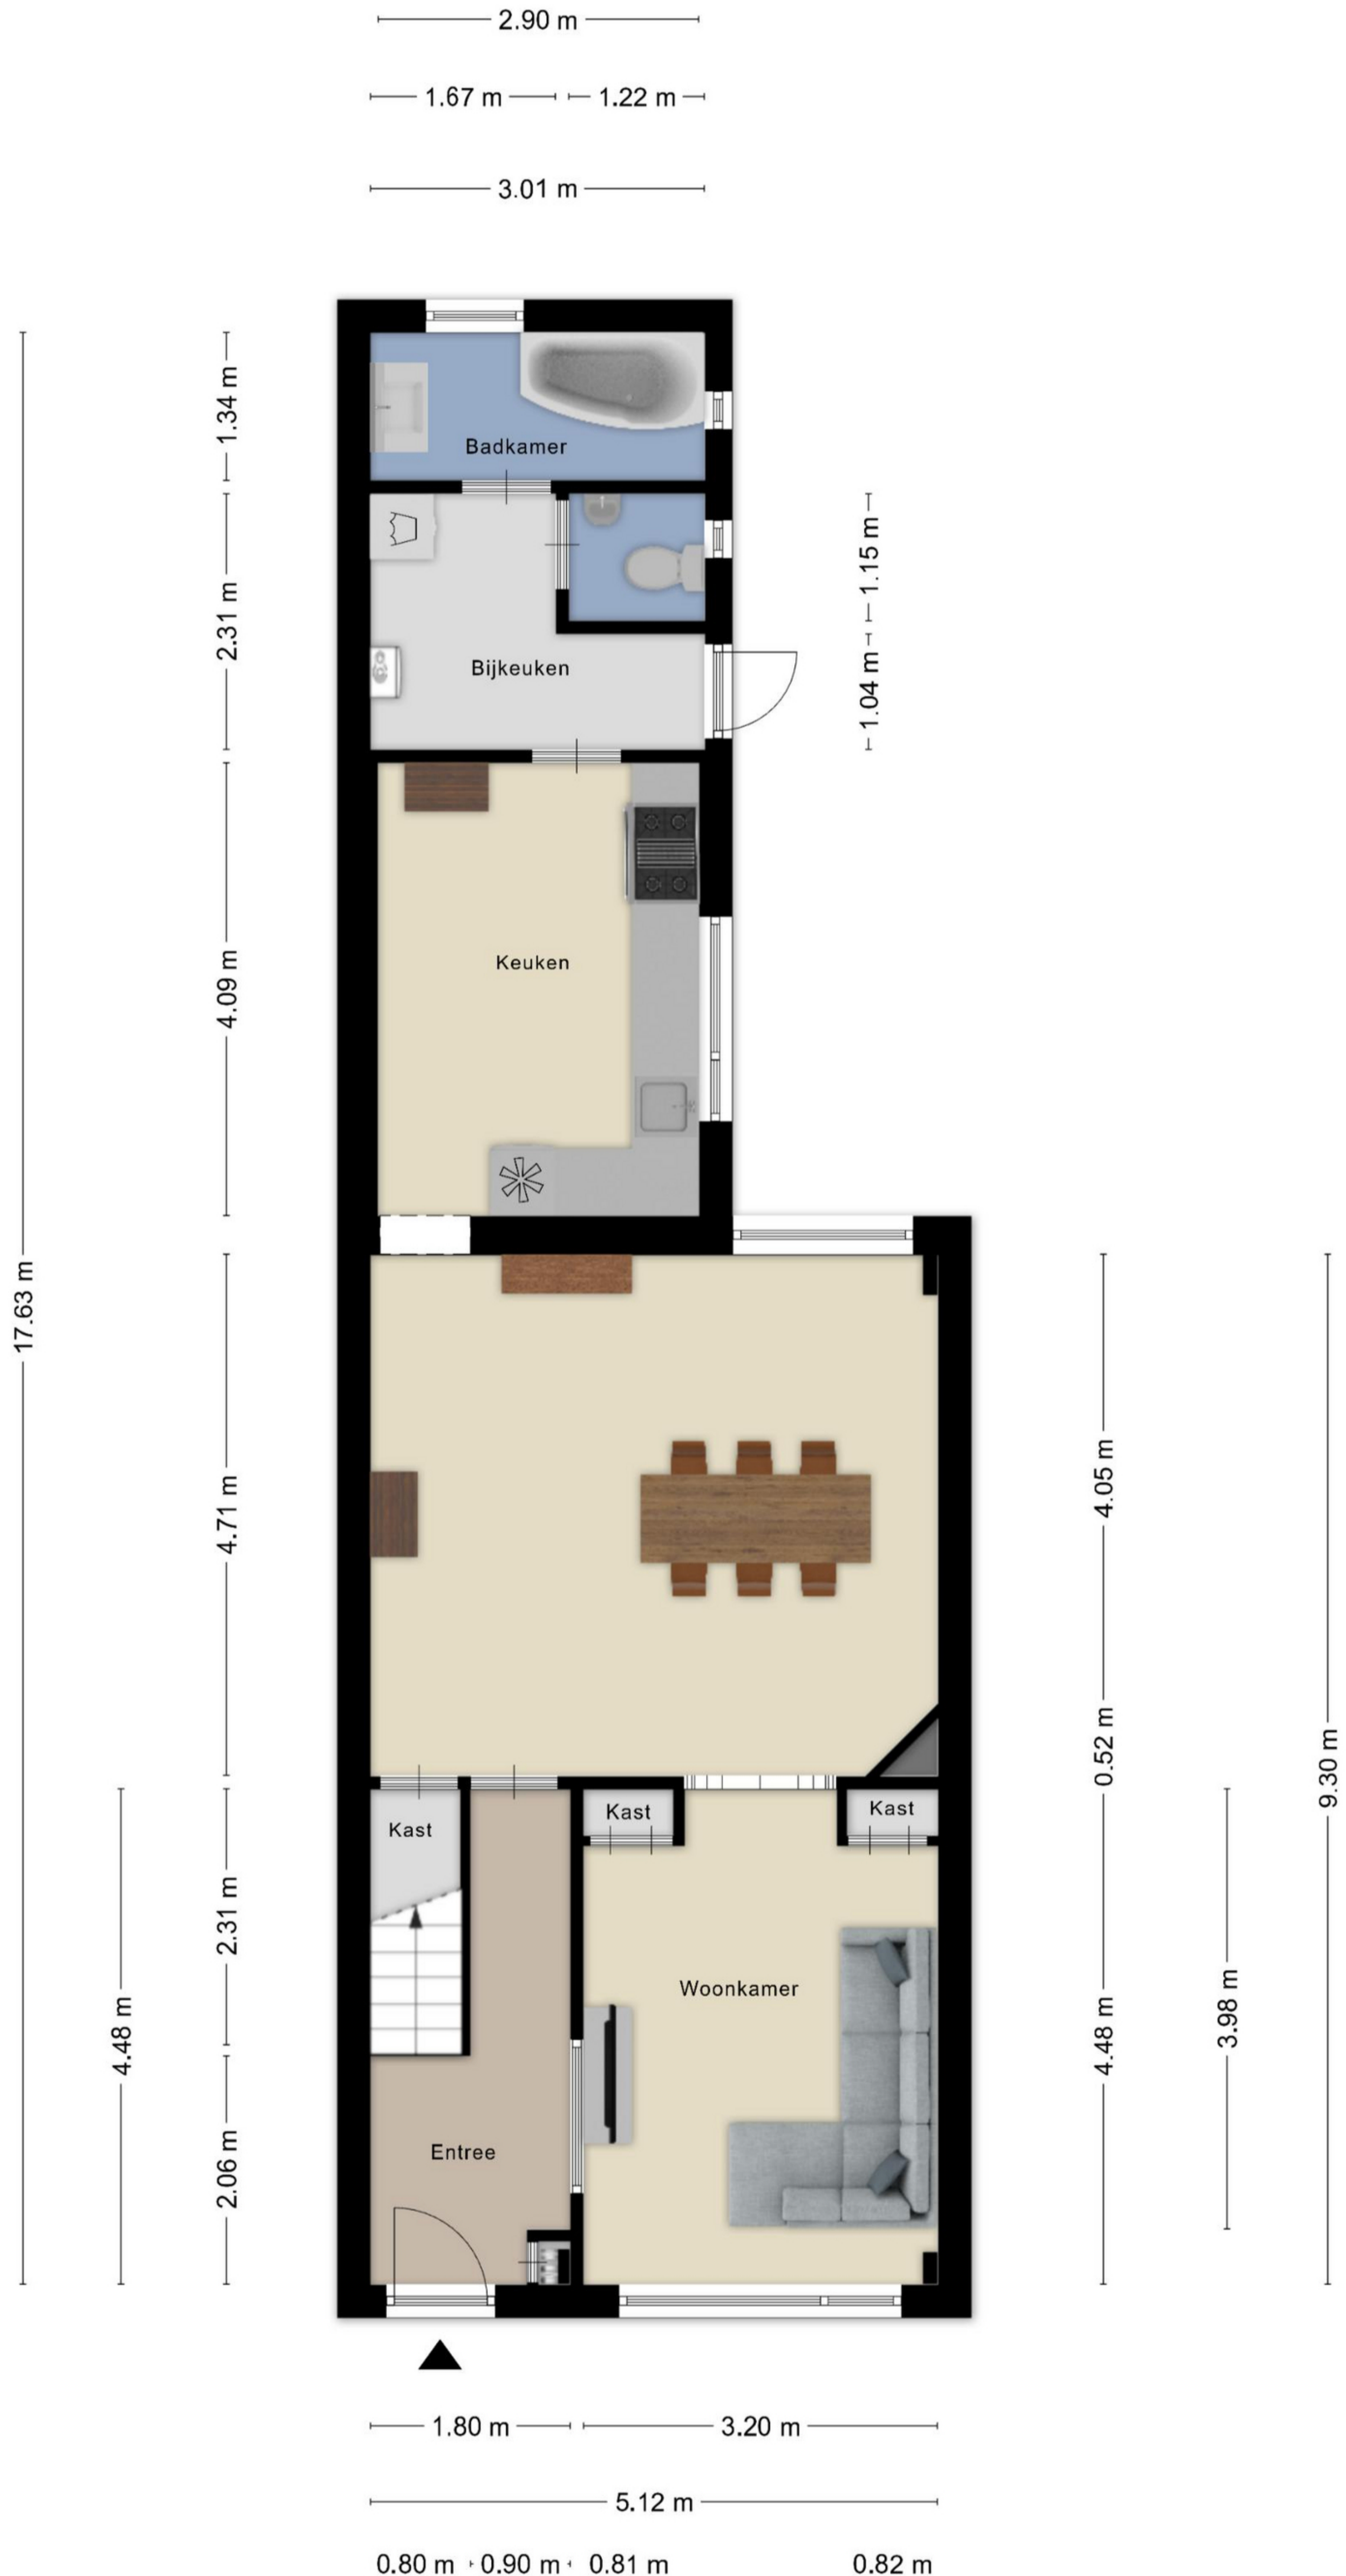 2.90 m
1.67 m
1.22 m
3.01 m
1.34 m
Badkamer
2.31 m
1.15 m
1.04 m
Bijkeuken
4.09 m
Keuken
17.63 m
4.71 m
4.05 m
0.52 m
9.30 m
Kast
Kast
Kast
2.31 m
Woonkamer
4.48 m
4.48 m
3.98 m
2.06 m
Entree
1.80 m
3.20 m
5.12 m
0.80 m
0.90 m
0.81 m
0.82 m